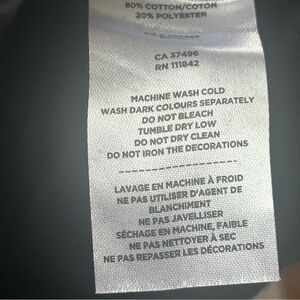 80% COTTON/COTON
20% POLYESTER
CA 37496
RN 111842
MACHINE WASH COLD
WASH DARK COLOURS SEPARATELY
DO NOT BLEACH
TUMBLE DRY LOW
DO NOT DRY CLEAN
DO NOT IRON THE DECORATIONS
LAVAGE EN MACHINE À FROID
NE PAS UTILISER D'AGENT DE
BLANCHIMENT
NE PAS JAVELLISER
SÉCHAGE EN MACHINE, FAIBLE
NE PAS NETTOYER À SEC
NE PAS REPASSER LES DÉCORATIONS